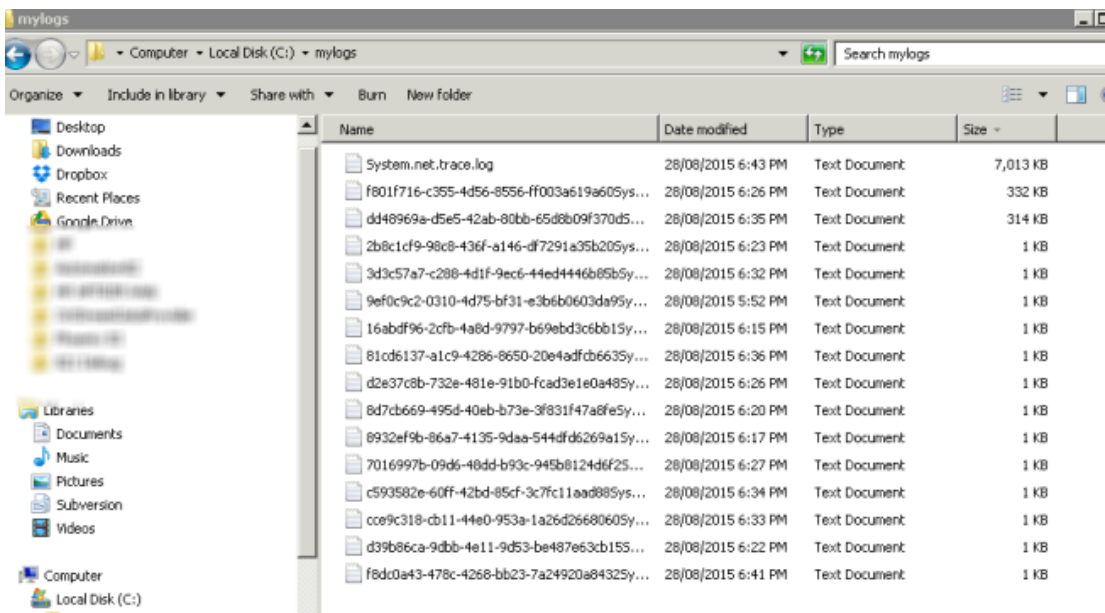 mylogs
Computer Local Disk (C:) mylogs Search mylogs
Organize Include in library Share with Burn New folder
Desktop
Downloads
Dropbox
Recent Places
Google Drive
Libraries
Documents
Music
Pictures
Subversion
Videos
Computer
Local Disk (C:)
Name Date modified Type Size
System.net.trace.log 28/08/2015 6:43 PM Text Document 7,013 KB
f801f716-c355-4d56-8556-ff003a619a605ys... 28/08/2015 6:26 PM Text Document 332 KB
dd48969a-d5e5-42ab-80bb-65d8b09f370d5... 28/08/2015 6:35 PM Text Document 314 KB
2b8c1cf9-98c8-436f-a146-df7291a35b205ys... 28/08/2015 6:23 PM Text Document 1 KB
3d3c57a7-c288-4d1f-9ec6-44ed4446b85b5y... 28/08/2015 6:32 PM Text Document 1 KB
9ef0c9c2-0310-4d75-bf31-e3b6b0603da95y... 28/08/2015 5:52 PM Text Document 1 KB
16abdf96-2cfb-4a8d-9797-b69ebd3c6bb15y... 28/08/2015 6:15 PM Text Document 1 KB
81cd6137-a1c9-4286-8650-20e4adfcb6635y... 28/08/2015 6:36 PM Text Document 1 KB
d2e37c8b-732e-481e-91b0-fcad3e1e0a485y... 28/08/2015 6:26 PM Text Document 1 KB
8d7cb669-495d-40eb-b73e-3f831f47a8fe5y... 28/08/2015 6:20 PM Text Document 1 KB
8932ef9b-86a7-4135-9daa-544dfd6269a15y... 28/08/2015 6:17 PM Text Document 1 KB
7016997b-09d6-48dd-b93c-945b8124d6f25... 28/08/2015 6:27 PM Text Document 1 KB
c593582e-60ff-42bd-85cf-3c7fc11aad885ys... 28/08/2015 6:34 PM Text Document 1 KB
cce9c318-cb11-44e0-953a-1a26d26680605y... 28/08/2015 6:33 PM Text Document 1 KB
d39b86ca-9dbb-4e11-9d53-be487e63cb155... 28/08/2015 6:22 PM Text Document 1 KB
f8dc0a43-478c-4268-bb23-7a24920a84325y... 28/08/2015 6:41 PM Text Document 1 KB